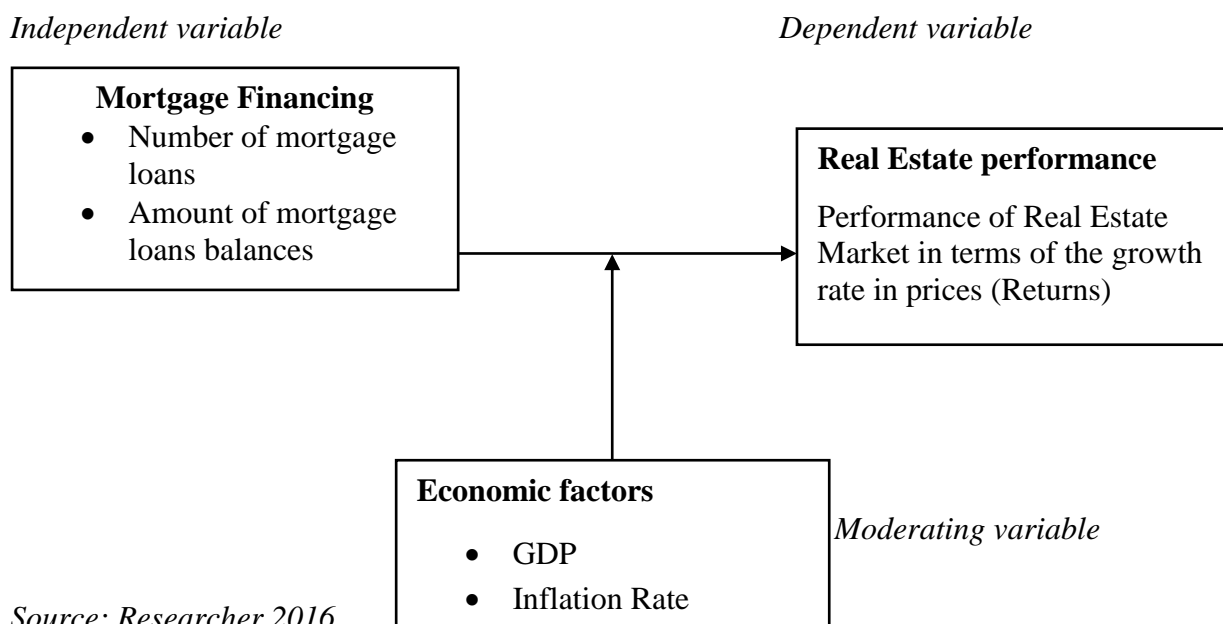 Independent variable
Dependent variable
Mortgage Financing
• Number of mortgage
loans
• Amount of mortgage
loans balances
Real Estate performance
Performance of Real Estate
Market in terms of the growth
rate in prices (Returns)
Economic factors
• GDP
• Inflation Rate
Moderating variable
Source: Researcher 2016